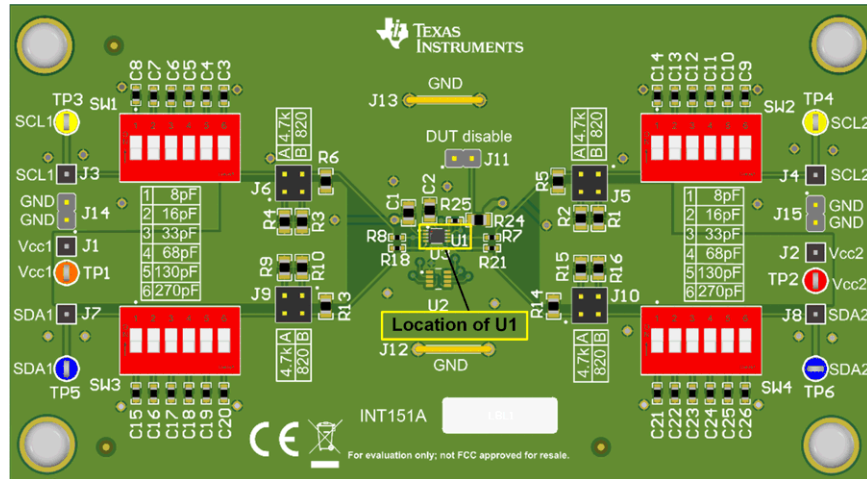 TEXAS
INSTRUMENTS
C8 C7 C6 C5 C4 C3
C14 C13 C12 C11 C10 C9
TP3
SW1
GND
J13
SW2
TP4
SCL1
A 4.7k
B 820
DUT disable
A 4.7k
B 820
SCL2
J11
SCL1 J3
J6
R6
R5
J5
J4 SCL2
GND
GND
J14
1 8pF
2 16pF
3 33pF
4 68pF
5 130pF
6 270pF
R4 R3
C1 C2 R25
R24
R2 R1
1 8pF
2 16pF
3 33pF
4 68pF
5 130pF
6 270pF
GND
GND
J15
Vcc1 J1
R8
U1
R7
J2 Vcc2
R18
U3
R21
Vcc1 TP1
R9 R10
R15 R16
TP2 Vcc2
SDA1 J7
J9
R13
U2
R14
J10
J8 SDA2
Location of U1
4.7k A
820 B
J12
GND
4.7k A
820 B
SDA1
TP5
SW3
SW4
SDA2
TP6
C15 C16 C17 C18 C19 C20
C21 C22 C23 C24 C25 C26
INT151A
LBL1
CE
For evaluation only; not FCC approved for resale.